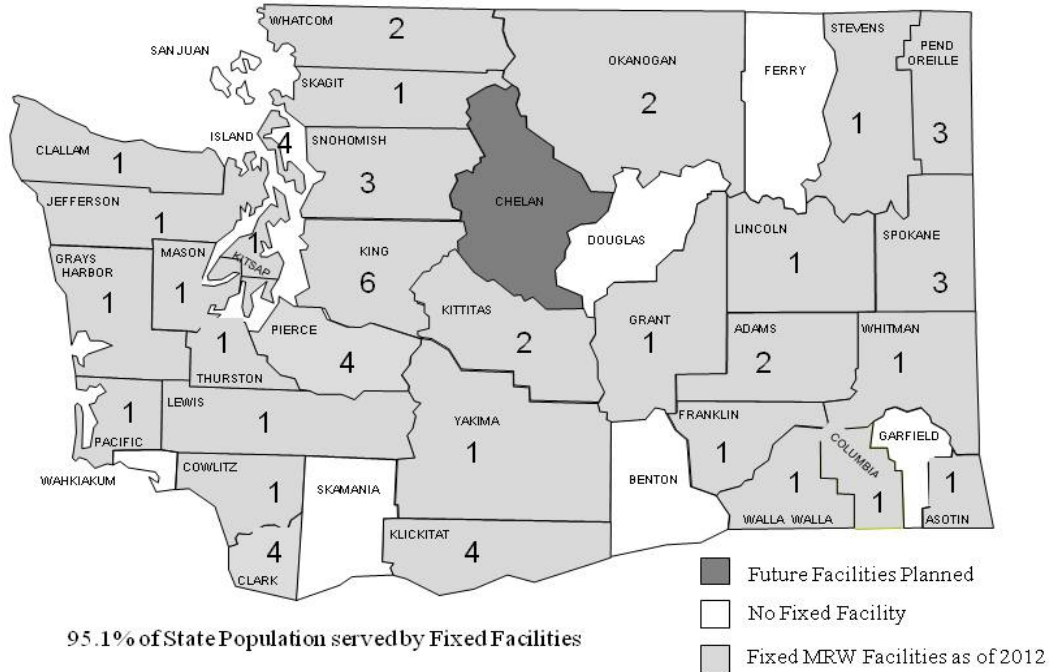 WHATCOM
2
SAN JUAN
SKAGIT
1
OKANOGAN
2
FERRY
STEVENS
1
PEND
OREILLE
3
ISLAND
4
SNOHOMISH
3
CLALLAM
1
JEFFERSON
1
CHELAN
DOUGLAS
LINCOLN
1
SPOKANE
3
GRAYS
HARBOR
1
MASON
1
1
KITSAP
KING
6
KITTITAS
2
GRANT
1
ADAMS
2
WHITMAN
1
PIERCE
4
1
THURSTON
1
PACIFIC
LEWIS
1
YAKIMA
1
FRANKLIN
1
COLUMBIA
1
GARFIELD
WAHKIAKUM
COWLITZ
1
SKAMANIA
BENTON
1
WALLA WALLA
1
ASOTIN
4
CLARK
KLICKITAT
4
Future Facilities Planned
No Fixed Facility
Fixed MRW Facilities as of 2012
95.1% of State Population served by Fixed Facilities